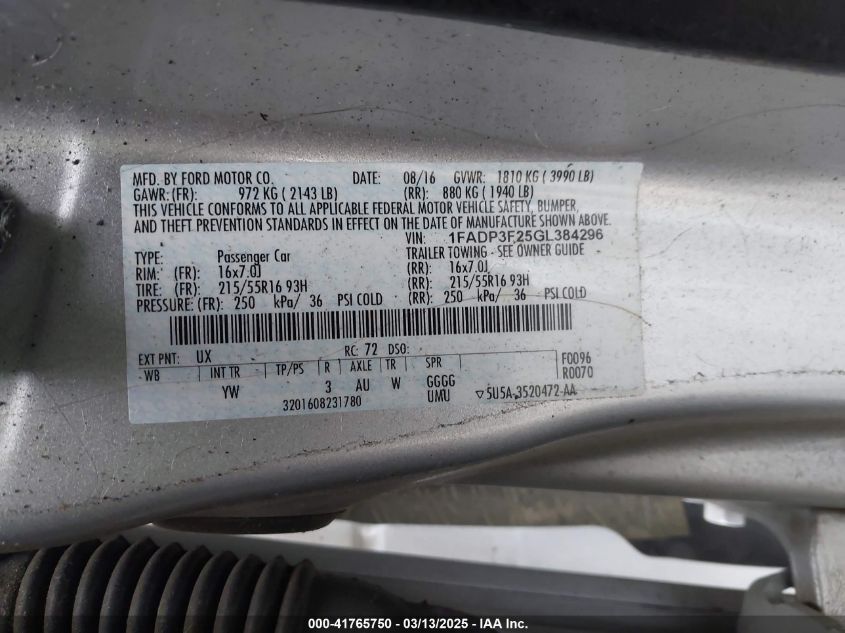 MFD. BY FORD MOTOR CO. DATE: 08/16 GVWR: 1810 KG ( 3990 LB)
GAWR: (FR): 972 KG ( 2143 LB) (RR): 880 KG ( 1940 LB)
THIS VEHICLE CONFORMS TO ALL APPLICABLE FEDERAL MOTOR VEHICLE SAFETY, BUMPER,
AND THEFT PREVENTION STANDARDS IN EFFECT ON THE DATE OF MANUFACTURE SHOWN ABOVE.
VIN: 1FADP3F25GL384296
TYPE: Passenger Car TRAILER TOWING - SEE OWNER GUIDE
RIM: (FR): 16x7.0J (RR): 16x7.0J
TIRE: (FR): 215/55R16 93H (RR): 215/55R16 93H
PRESSURE: (FR): 250 kPa/ 36 PSI COLD (RR): 250 kPa/ 36 PSI COLD
EXT PNT: UX RC: 72 DSO: F0096
WB INT TR TP/PS R AXLE TR SPR R0070
YW 3 AU W GGGG
3201608231780 UMU ▽5U5A-3520472-AA
000-41765750 - 03/13/2025 - IAA Inc.